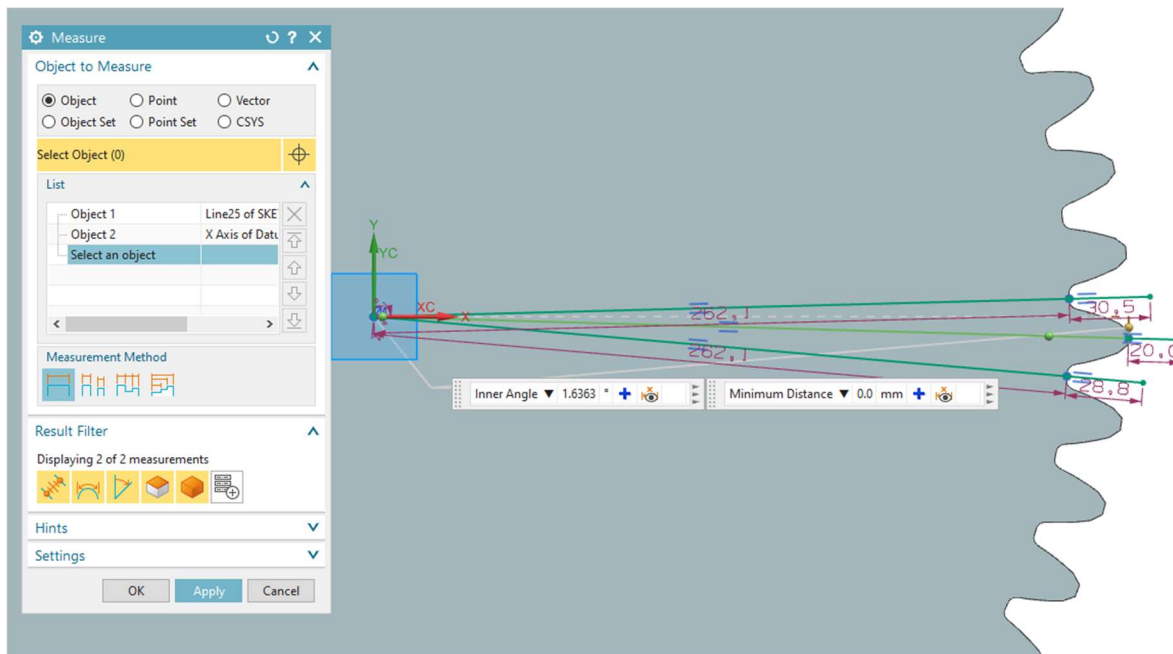 Measure
Object to Measure
Object Point Vector
Object Set Point Set CSYS
Select Object (0)
List
Object 1 Line25 of SKE
Object 2 X Axis of Datu
Select an object
Measurement Method
Result Filter
Displaying 2 of 2 measurements
Hints
Settings
OK Apply Cancel
Y
YC
XC
X
262,1
30,5
262,1
20,0
28,8
Inner Angle 1.6363 °
Minimum Distance 0.0 mm